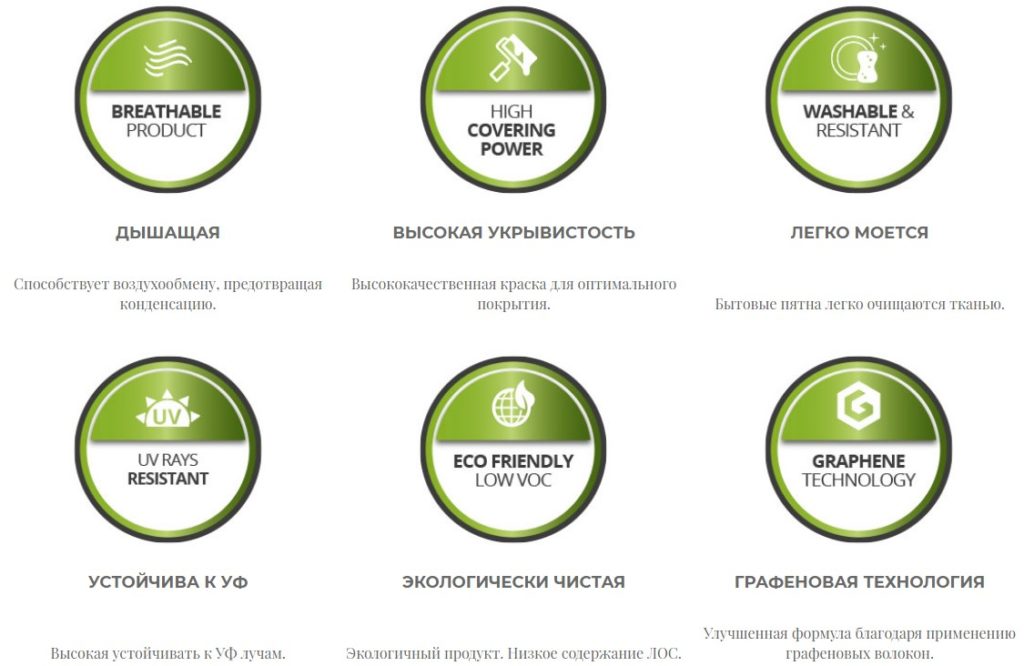 BREATHABLE
PRODUCT
HIGH
COVERING
POWER
WASHABLE &
RESISTANT
ДЫШАЩАЯ
ВЫСОКАЯ УКРЫВИСТОСТЬ
ЛЕГКО МОЕТСЯ
Способствует воздухообмену, предотвращая
конденсацию.
Высококачественная краска для оптимального
покрытия.
Бытовые пятна легко очищаются тканью.
UV
UV RAYS
RESISTANT
ECO FRIENDLY
LOW VOC
G
GRAPHENE
TECHNOLOGY
УСТОЙЧИВА К УФ
ЭКОЛОГИЧЕСКИ ЧИСТАЯ
ГРАФЕНОВАЯ ТЕХНОЛОГИЯ
Высокая устойчивать к УФ лучам.
Экологичный продукт. Низкое содержание ЛОС.
Улучшенная формула благодаря применению
графеновых волокон.